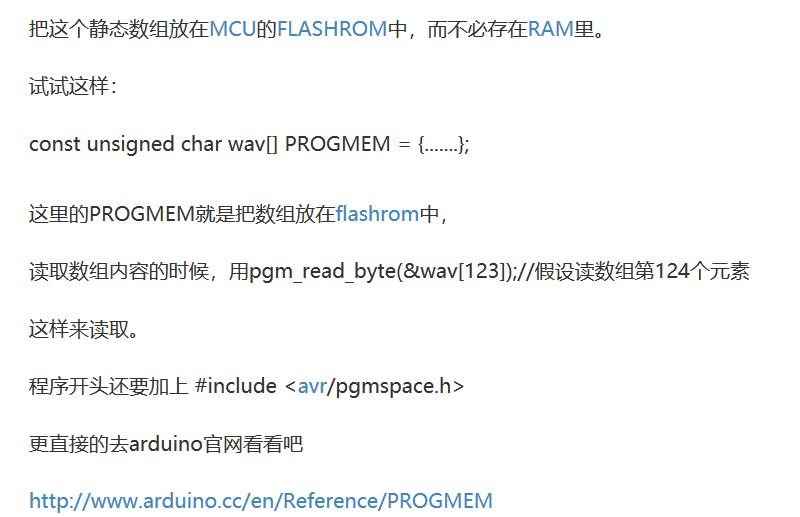 把这个静态数组放在MCU的FLASHROM中，而不必存在RAM里。
试试这样：
const unsigned char wav[] PROGMEM = {.......};
这里的PROGMEM就是把数组放在flashrom中，
读取数组内容的时候，用pgm_read_byte(&wav[123]);//假设读数组第124个元素
这样来读取。
程序开头还要加上 #include <avr/pgmspace.h>
更直接的去arduino官网看看吧
http://www.arduino.cc/en/Reference/PROGMEM